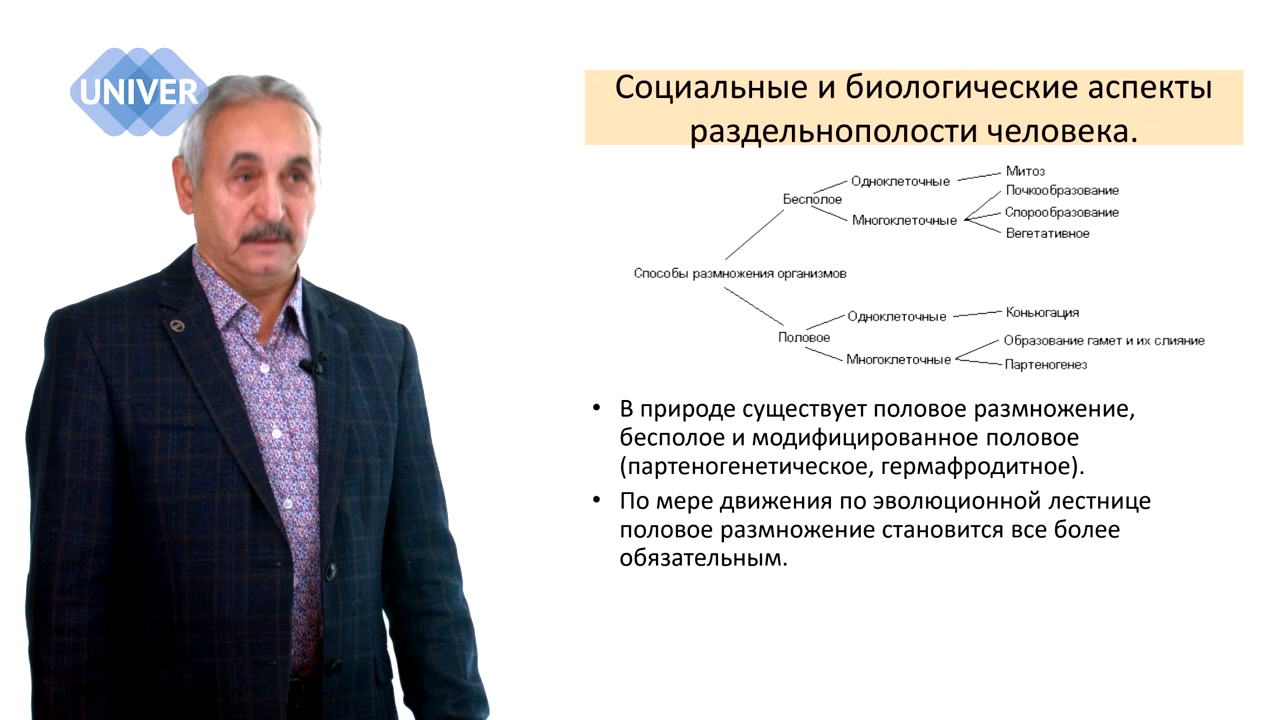 UNIVER
Социальные и биологические аспекты
раздельнополости человека.
Способы размножения организмов
Бесполое
Одноклеточные
Митоз
Многоклеточные
Почкообразование
Спорообразование
Вегетативное
Половое
Одноклеточные
Коньюгация
Многоклеточные
Образование гамет и их слияние
Партеногенез
• В природе существует половое размножение,
бесполое и модифицированное половое
(партеногенетическое, гермафродитное).
• По мере движения по эволюционной лестнице
половое размножение становится все более
обязательным.